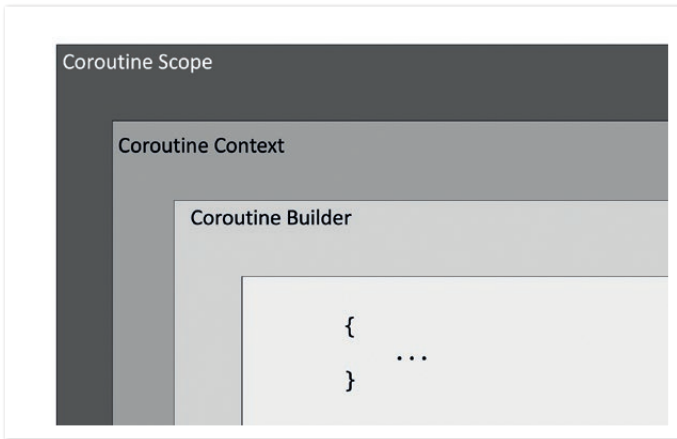 Coroutine Scope
Coroutine Context
Coroutine Builder
{
...
}